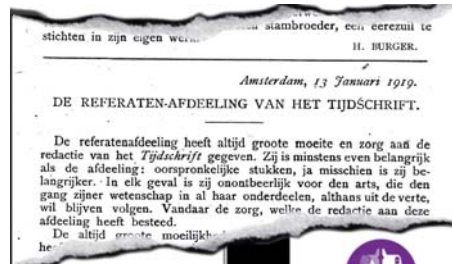 stambroeder, een eerezuil te
stichten in zijn eigen
H. BURGER.
Amsterdam, 13 Januari 1919.
DE REFERATEN-AFDEELING VAN HET TIJDSCHRIFT.
De referatenafdeeling heeft altijd groote moeite en zorg aan de
redactie van het Tijdschrift gegeven. Zij is minstens even belangrijk
als de afdeeling: oorspronkelijke stukken, ja misschien is zij be-
langrijker. In elk geval is zij onontbeerlijk voor den arts, die den
gang zijner wetenschap in al haar onderdeelen, althans uit de verte,
wil blijven volgen. Vandaar de zorg, welke de redactie aan deze
afdeeling heeft besteed.
De altijd groote